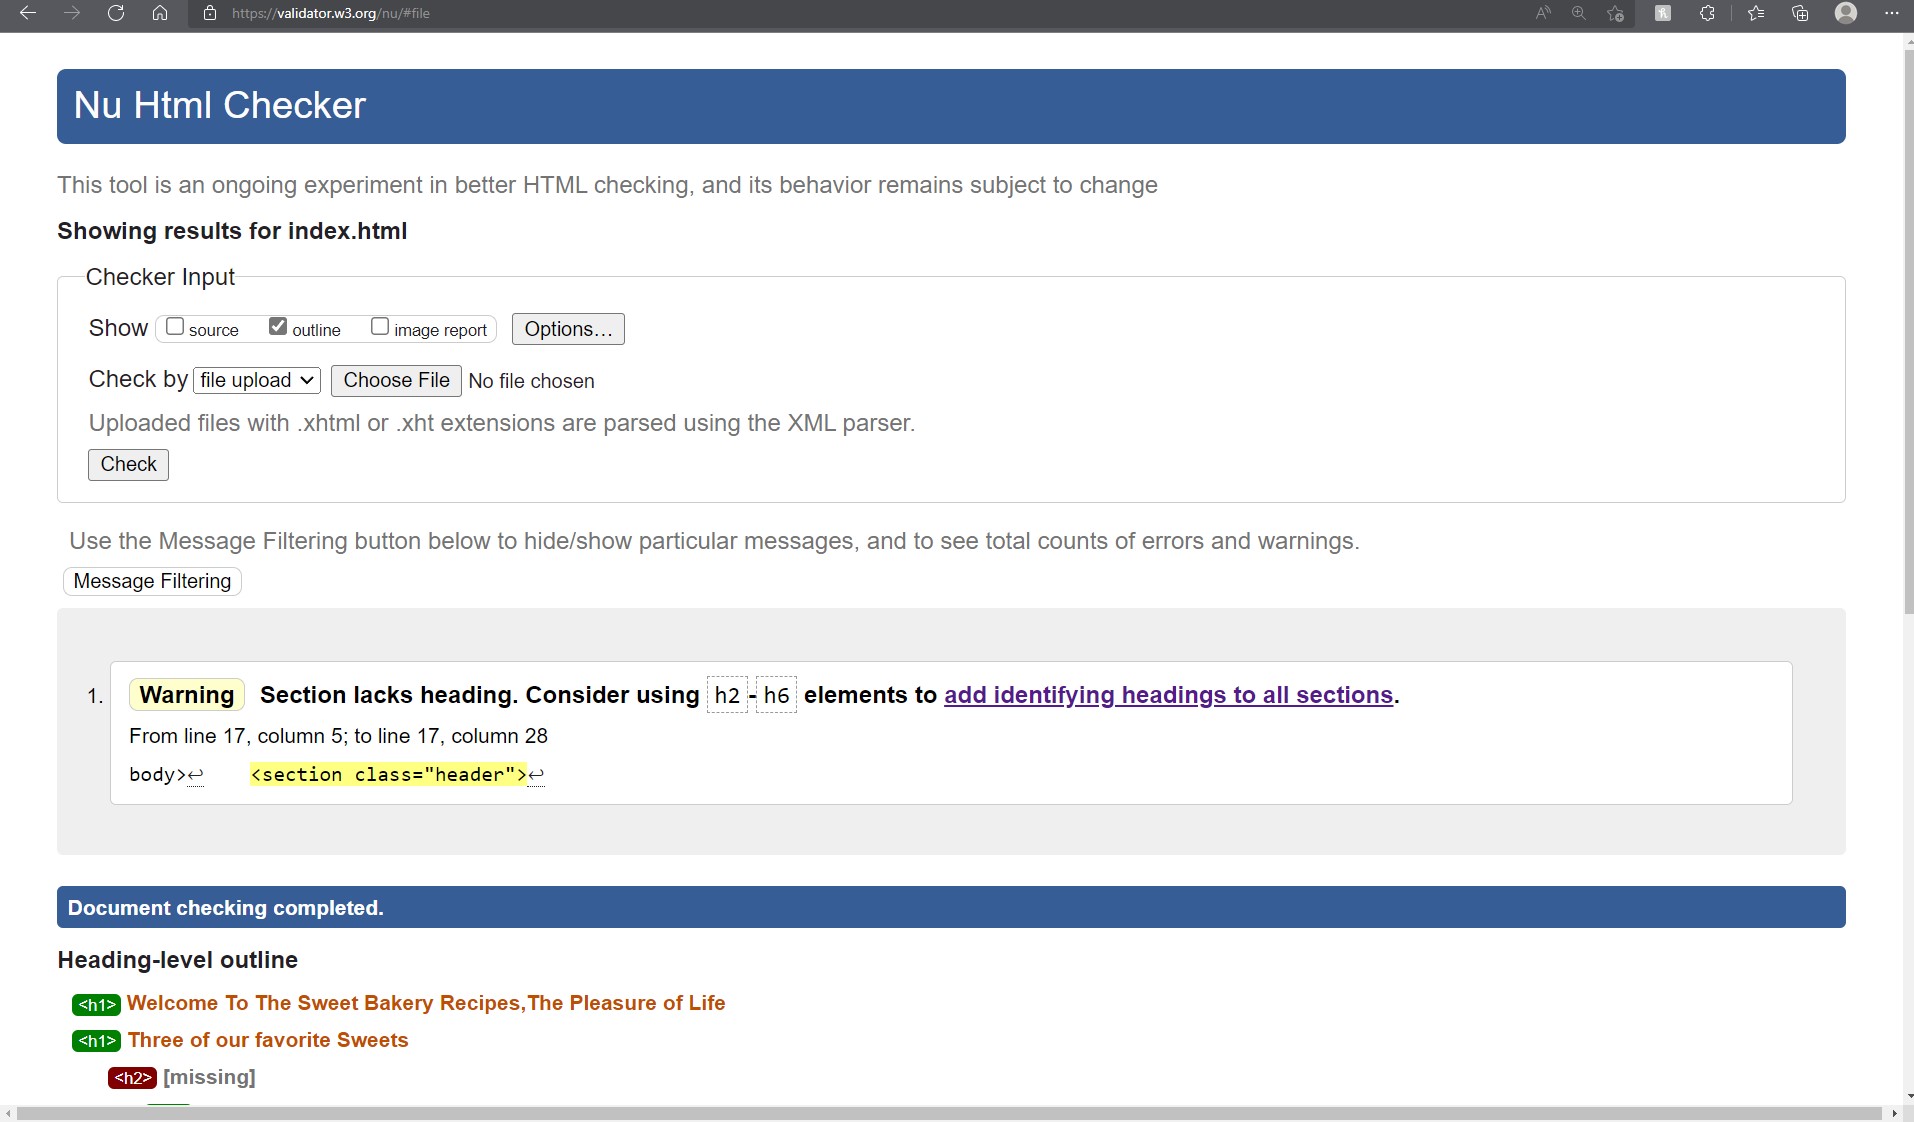 https://validator.w3.org/nu/#file
Nu Html Checker
This tool is an ongoing experiment in better HTML checking, and its behavior remains subject to change
Showing results for index.html
Checker Input
Show source outline image report Options...
Check by file upload Choose File No file chosen
Uploaded files with .xhtml or .xht extensions are parsed using the XML parser.
Check
Use the Message Filtering button below to hide/show particular messages, and to see total counts of errors and warnings.
Message Filtering
1. Warning Section lacks heading. Consider using h2-h6 elements to add identifying headings to all sections.
From line 17, column 5; to line 17, column 28
body>↩ <section class="header">↩
Document checking completed.
Heading-level outline
<h1> Welcome To The Sweet Bakery Recipes,The Pleasure of Life
<h1> Three of our favorite Sweets
<h2> [missing]